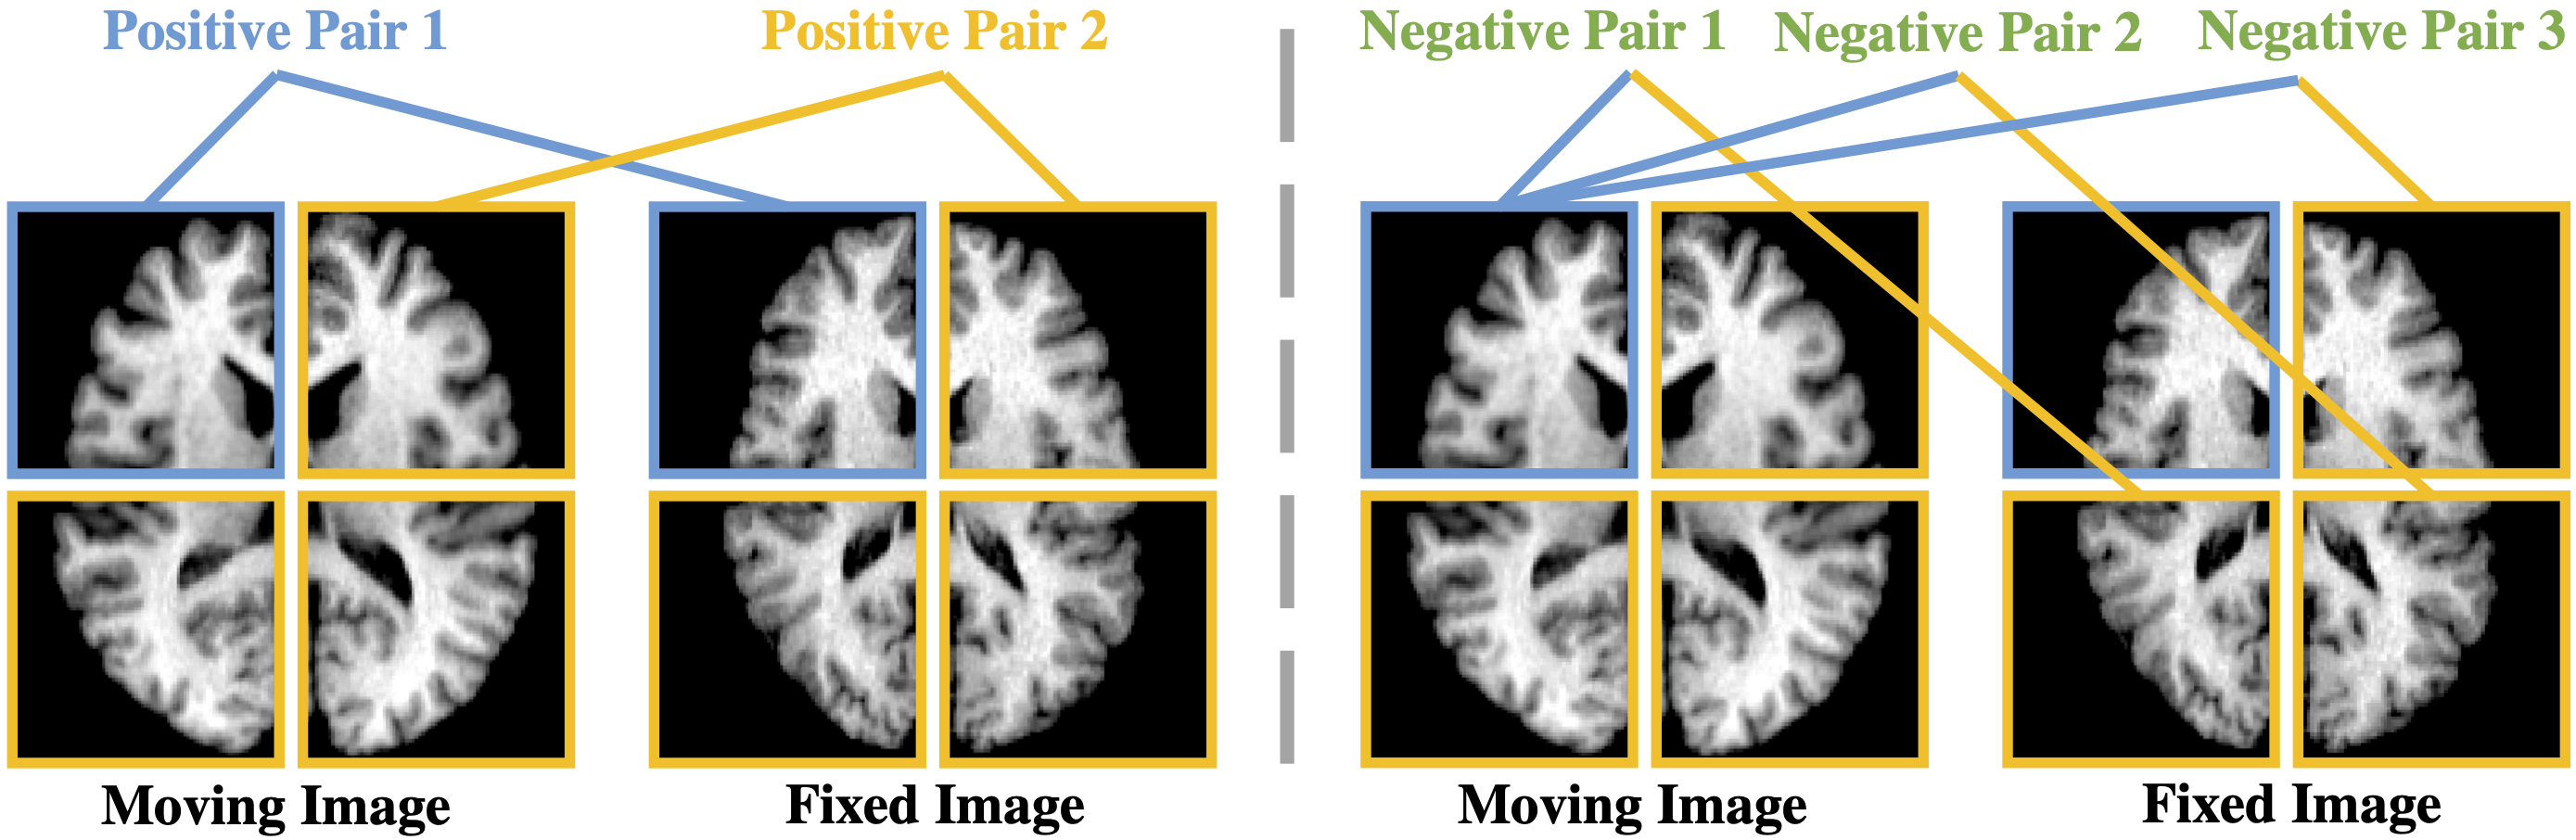 Positive Pair 1
Positive Pair 2
Negative Pair 1
Negative Pair 2
Negative Pair 3
Moving Image
Fixed Image
Moving Image
Fixed Image